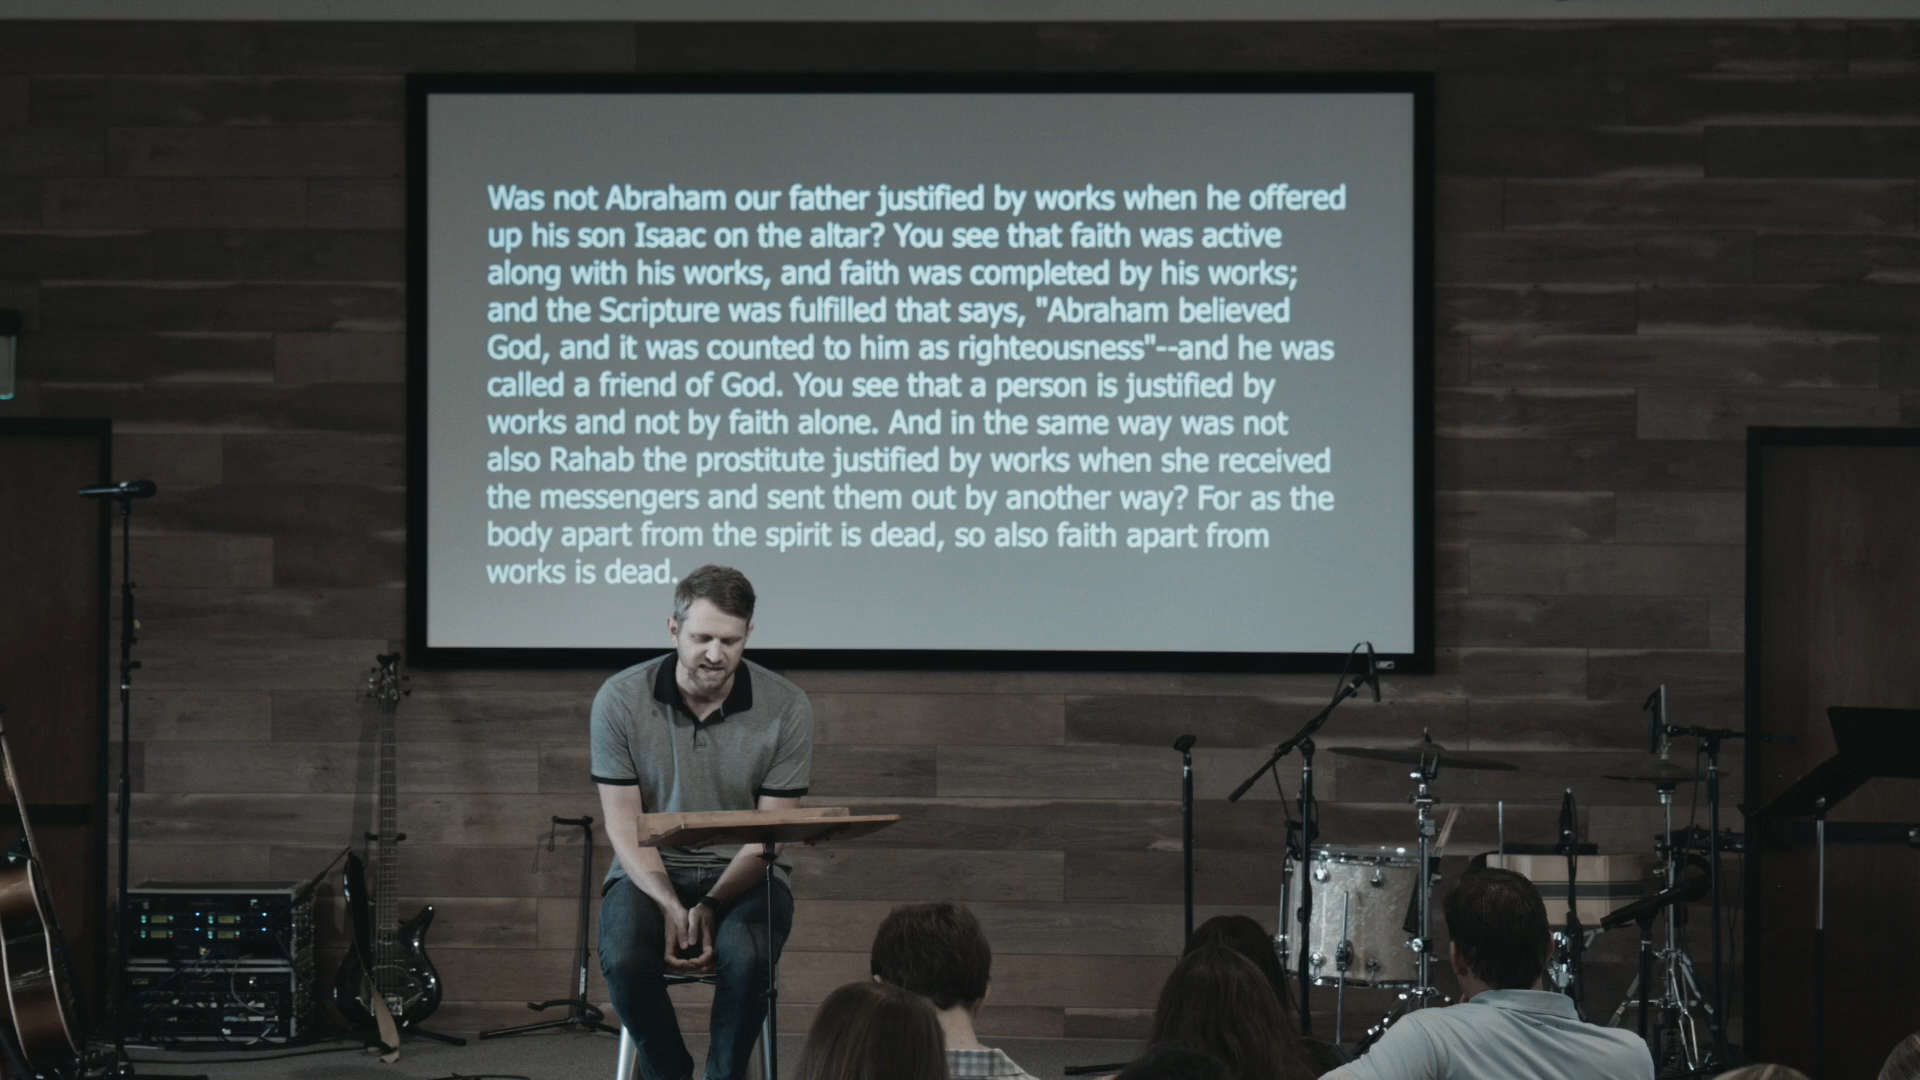 Was not Abraham our father justified by works when he offered
up his son Isaac on the altar? You see that faith was active
along with his works, and faith was completed by his works;
and the Scripture was fulfilled that says, "Abraham believed
God, and it was counted to him as righteousness"--and he was
called a friend of God. You see that a person is justified by
works and not by faith alone. And in the same way was not
also Rahab the prostitute justified by works when she received
the messengers and sent them out by another way? For as the
body apart from the spirit is dead, so also faith apart from
works is dead.